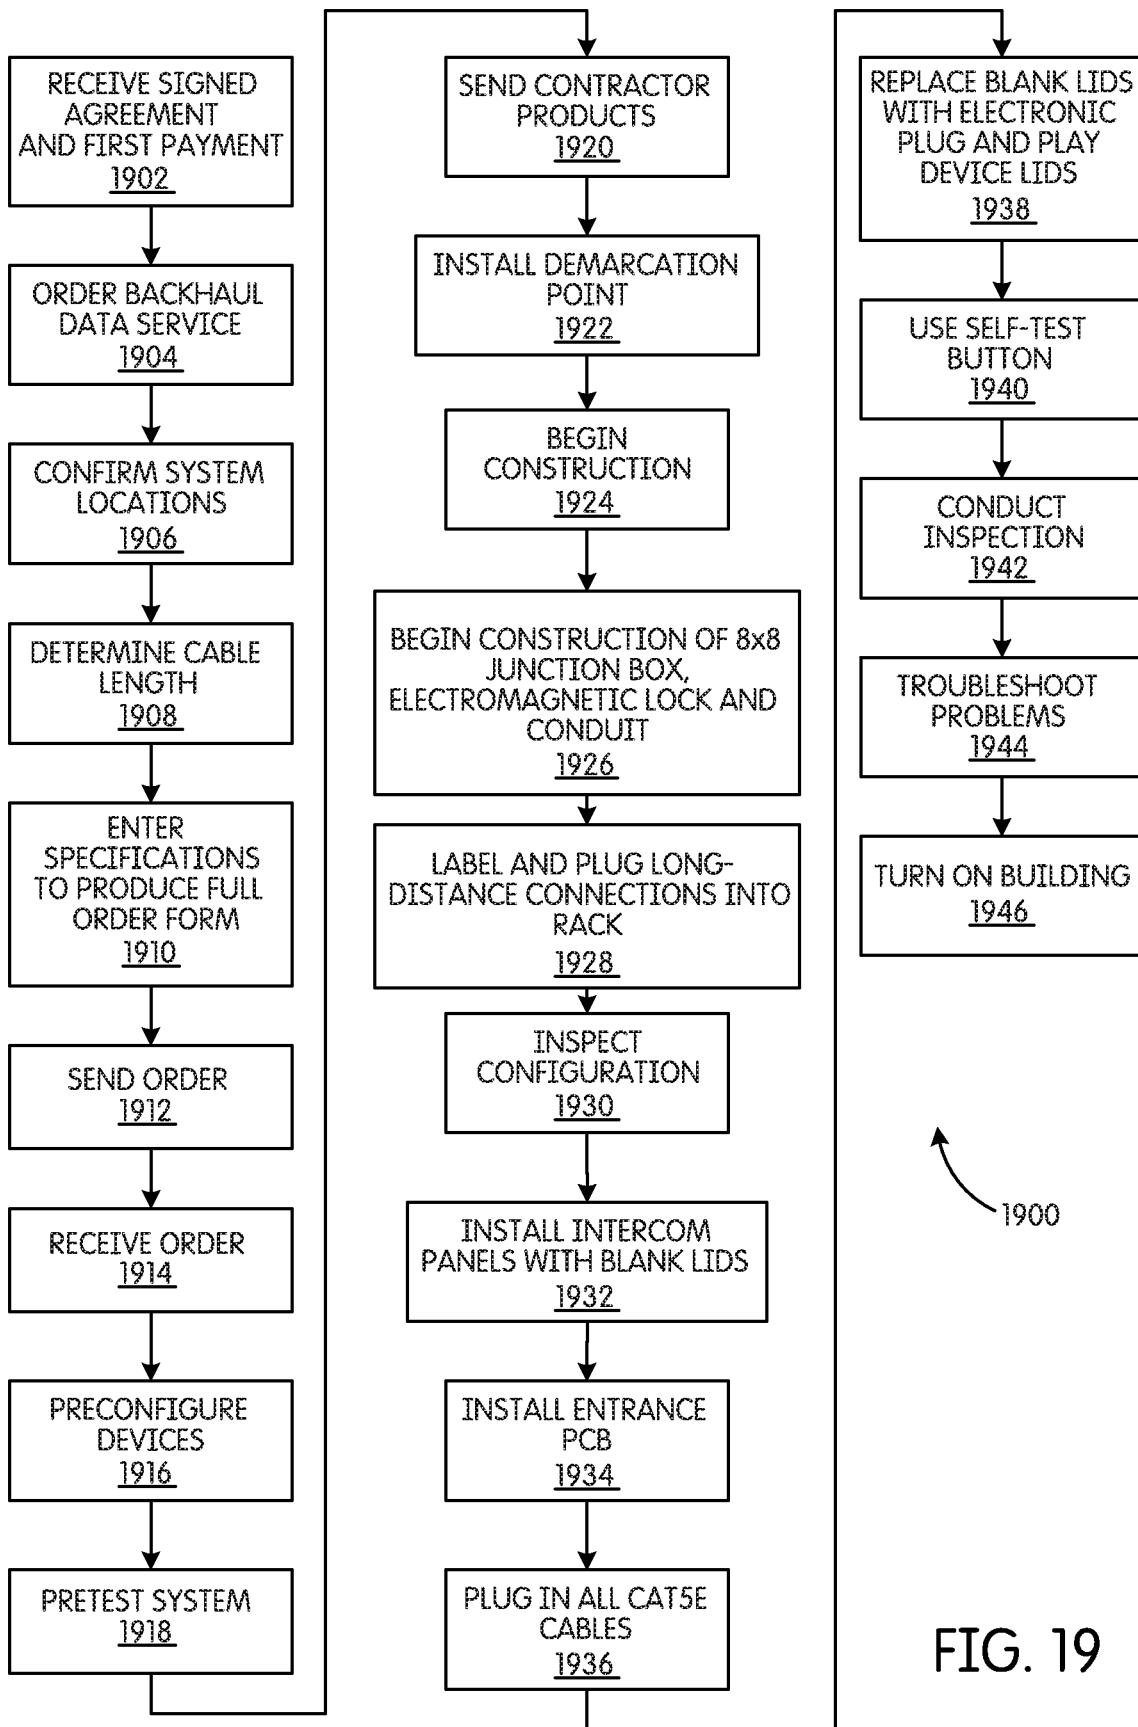 RECEIVE SIGNED
AGREEMENT
AND FIRST PAYMENT
1902
ORDER BACKHAUL
DATA SERVICE
1904
CONFIRM SYSTEM
LOCATIONS
1906
DETERMINE CABLE
LENGTH
1908
ENTER
SPECIFICATIONS
TO PRODUCE FULL
ORDER FORM
1910
SEND ORDER
1912
RECEIVE ORDER
1914
PRECONFIGURE
DEVICES
1916
PRETEST SYSTEM
1918
SEND CONTRACTOR
PRODUCTS
1920
INSTALL DEMARCATION
POINT
1922
BEGIN
CONSTRUCTION
1924
BEGIN CONSTRUCTION OF 8x8
JUNCTION BOX,
ELECTROMAGNETIC LOCK AND
CONDUIT
1926
LABEL AND PLUG LONG-
DISTANCE CONNECTIONS INTO
RACK
1928
INSPECT
CONFIGURATION
1930
INSTALL INTERCOM
PANELS WITH BLANK LIDS
1932
INSTALL ENTRANCE
PCB
1934
PLUG IN ALL CAT5E
CABLES
1936
REPLACE BLANK LIDS
WITH ELECTRONIC
PLUG AND PLAY
DEVICE LIDS
1938
USE SELF-TEST
BUTTON
1940
CONDUCT
INSPECTION
1942
TROUBLESHOOT
PROBLEMS
1944
TURN ON BUILDING
1946
1900
FIG. 19